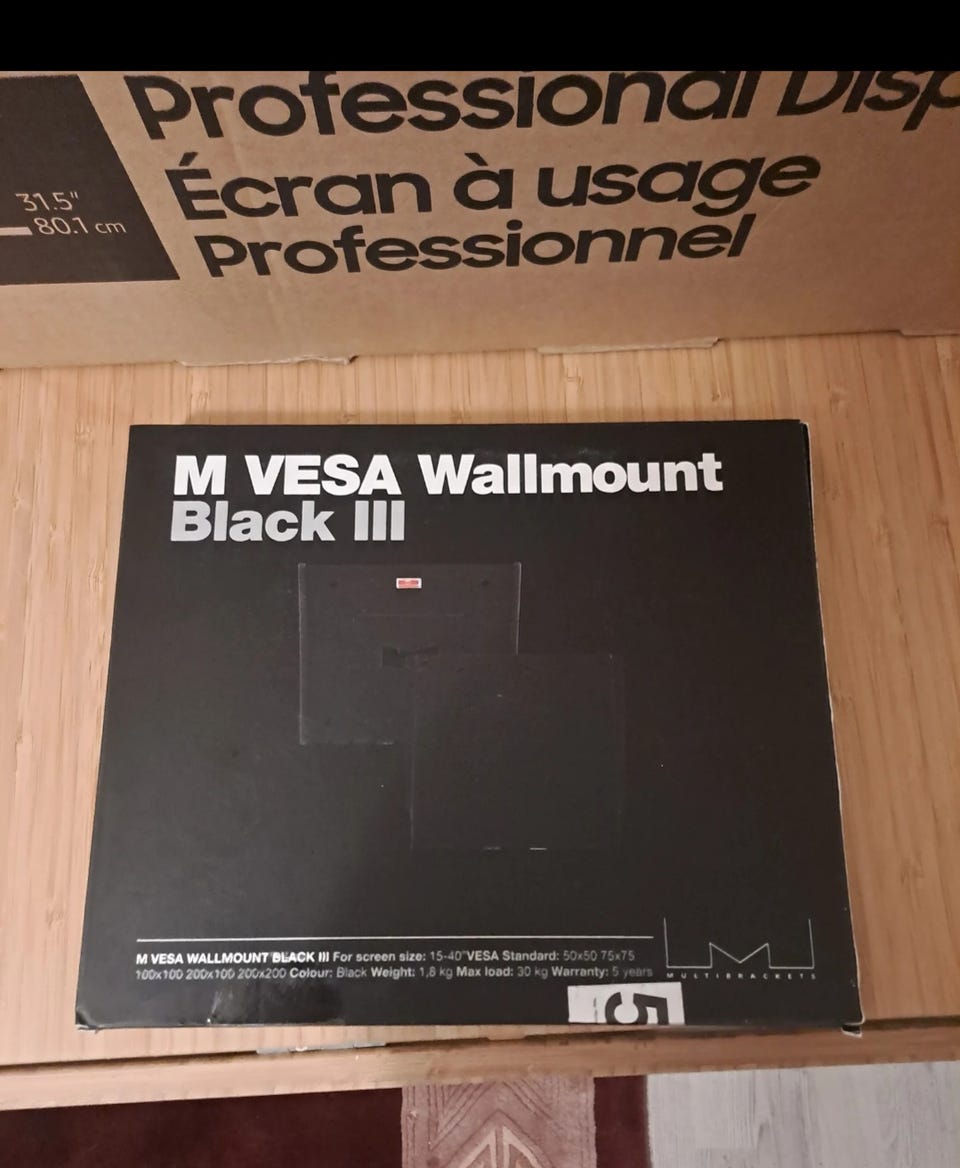 Professional Disp
Écran à usage
Professionnel
31.5"
80.1 cm
M VESA Wallmount
Black III
M VESA WALLMOUNT BLACK III For screen size: 15-40" VESA Standard: 50x50 75x75
100x100 200x100 200x200 Colour: Black Weight: 1,8 kg Max load: 30 kg Warranty: 5 years
MULTIBRACKETS
5